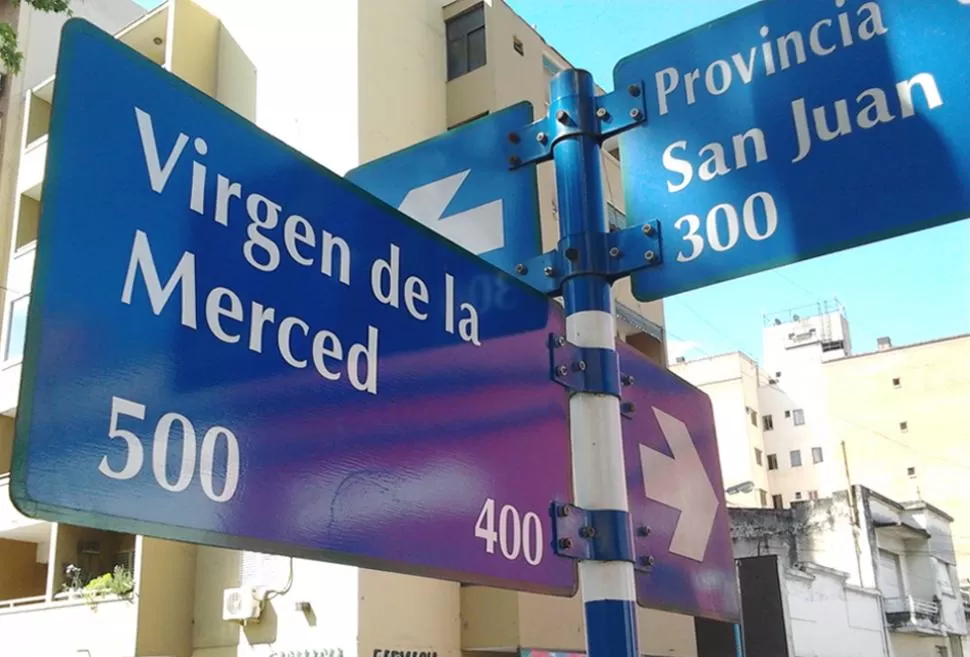 Virgen de la
Merced
500
400
Provincia
San Juan
300